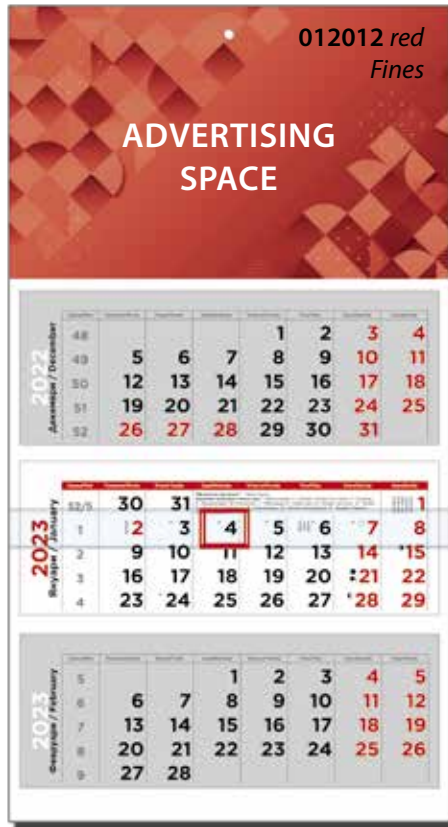 012012 red
Fines
ADVERTISING
SPACE
2022
Декември / December
48 1 2 3 4
49 5 6 7 8 9 10 11
50 12 13 14 15 16 17 18
51 19 20 21 22 23 24 25
52 26 27 28 29 30 31
2023
Януари / January
52/5 30 31 1
1 2 3 4 5 6 7 8
2 9 10 11 12 13 14 15
3 16 17 18 19 20 21 22
4 23 24 25 26 27 28 29
2023
Февруари / February
5 1 2 3 4 5
6 6 7 8 9 10 11 12
7 13 14 15 16 17 18 19
8 20 21 22 23 24 25 26
9 27 28